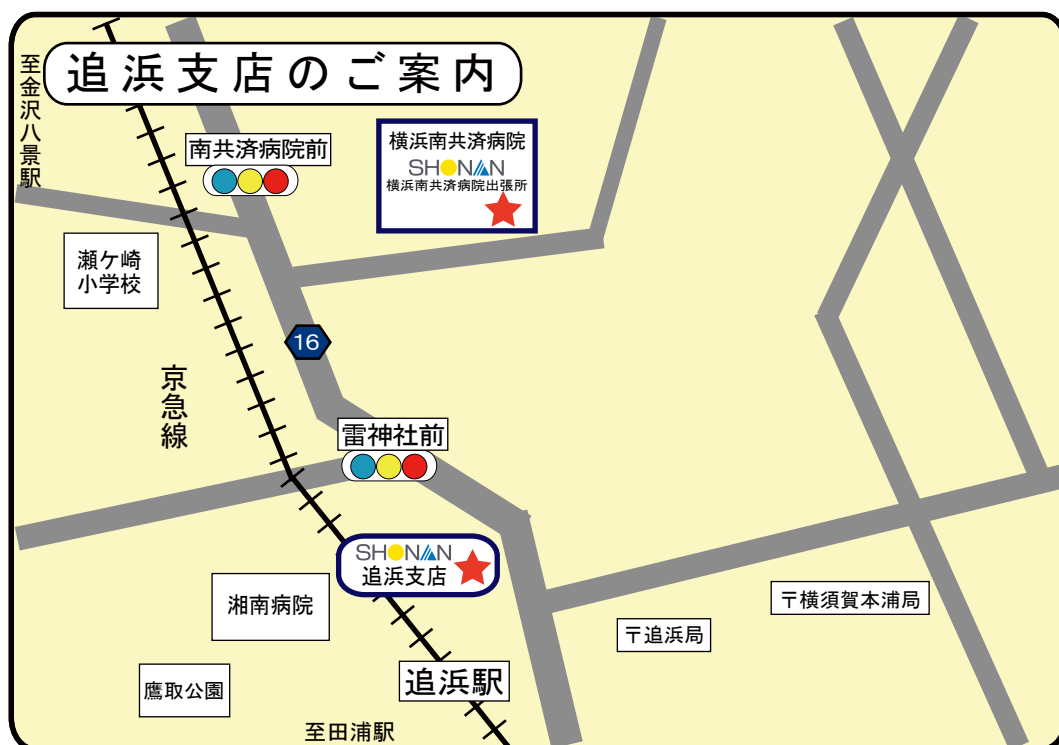 追浜支店のご案内
至金沢八景駅
南共済病院前
横浜南共済病院
SHONAN
横浜南共済病院出張所
瀬ケ崎
小学校
16
京急線
雷神社前
SHONAN
追浜支店
湘南病院
〒横須賀本浦局
〒追浜局
追浜駅
鷹取公園
至田浦駅